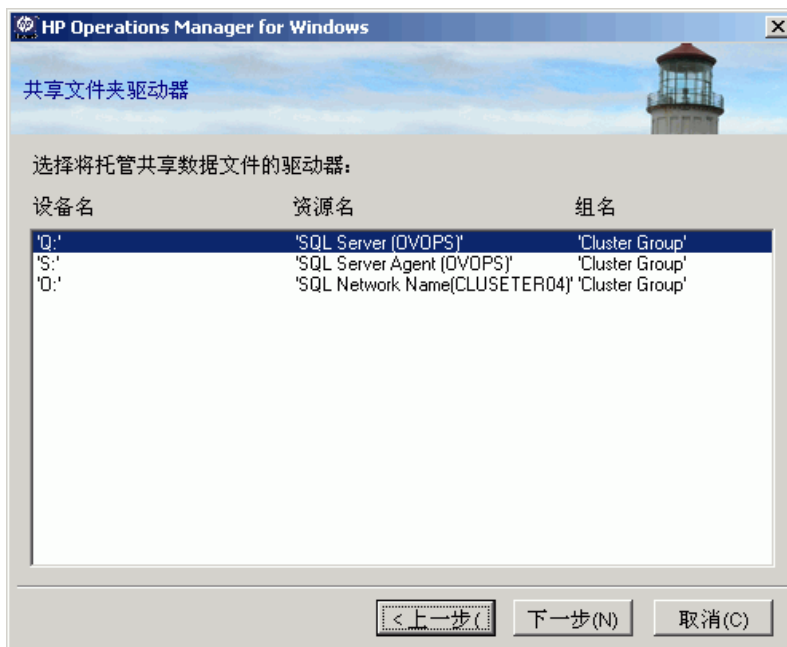 HP Operations Manager for Windows
共享文件夹驱动器
选择将托管共享数据文件的驱动器:
设备名 资源名 组名
'Q:' 'SQL Server (OVOPS)' 'Cluster Group'
'S:' 'SQL Server Agent (OVOPS)' 'Cluster Group'
'O:' 'SQL Network Name(CLUSETER04)' 'Cluster Group'
<上一步( 下一步(N) 取消(C)